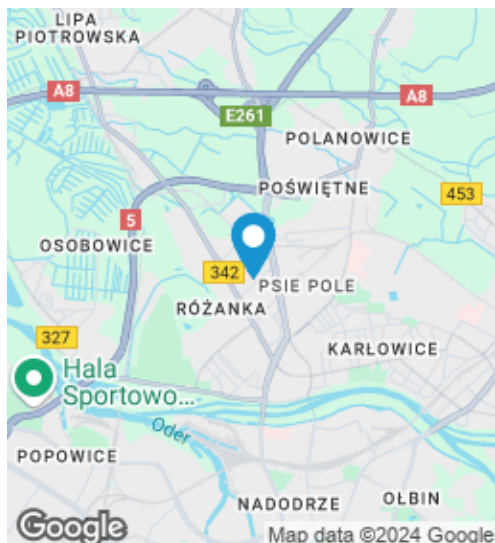 LIPA
PIOTROWSKA
A8
A8
E261
POLANOWICE
POŚWIĘTNE
453
5
OSOBOWICE
342
PSIE POLE
RÓŻANKA
327
KARŁOWICE
Hala
Sportowo...
Oder
POPOWICE
NADODRZE
OŁBIN
Google
Map data ©2024 Google